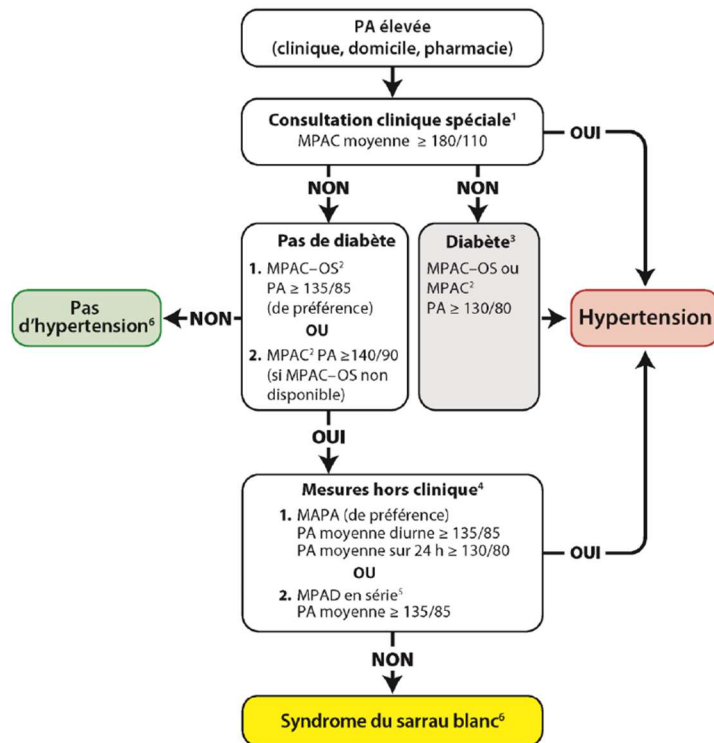 PA élevée
(clinique, domicile, pharmacie)
Consultation clinique spéciale¹
MPAC moyenne ≥ 180/110
OUI
NON
NON
Pas de diabète
1. MPAC–OS²
PA ≥ 135/85
(de préférence)
OU
2. MPAC² PA ≥140/90
(si MPAC–OS non
disponible)
Diabète³
MPAC–OS ou
MPAC²
PA ≥ 130/80
Pas
d’hypertension⁶
NON
Hypertension
OUI
Mesures hors clinique⁴
1. MAPA (de préférence)
PA moyenne diurne ≥ 135/85
PA moyenne sur 24 h ≥ 130/80
OU
2. MPAD en série⁵
PA moyenne ≥ 135/85
OUI
NON
Syndrome du sarrau blanc⁶